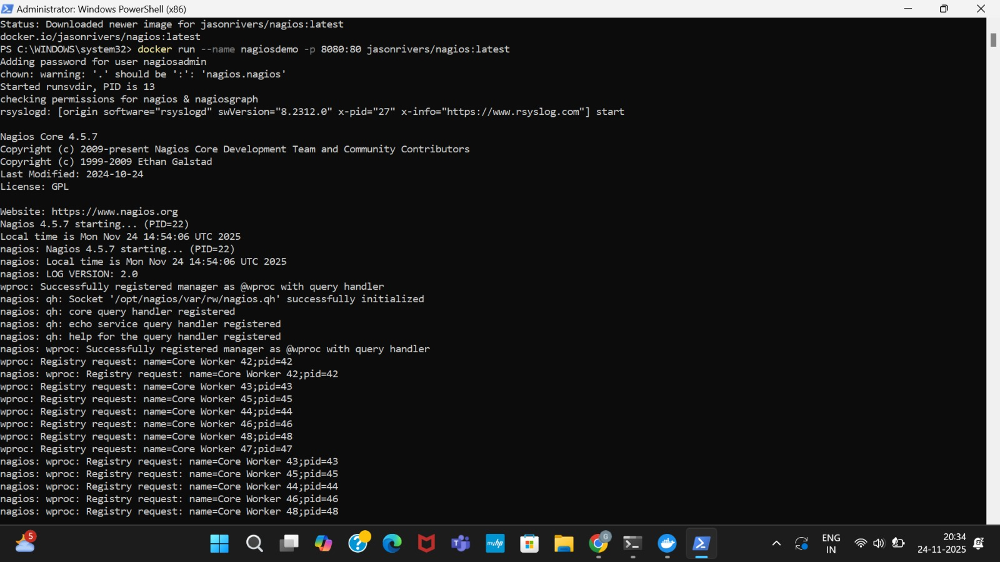 Administrator: Windows PowerShell (x86)
Status: Downloaded newer image for jasonrivers/nagios:latest
docker.io/jasonrivers/nagios:latest
PS C:\WINDOWS\system32> docker run --name nagiosdemo -p 8080:80 jasonrivers/nagios:latest
Adding password for user nagiosadmin
chown: warning: '.' should be ':': 'nagios.nagios'
Started runsvdir, PID is 13
checking permissions for nagios & nagiosgraph
rsyslogd: [origin software="rsyslogd" swVersion="8.2312.0" x-pid="27" x-info="https://www.rsyslog.com"] start
Nagios Core 4.5.7
Copyright (c) 2009-present Nagios Core Development Team and Community Contributors
Copyright (c) 1999-2009 Ethan Galstad
Last Modified: 2024-10-24
License: GPL
Website: https://www.nagios.org
Nagios 4.5.7 starting... (PID=22)
Local time is Mon Nov 24 14:54:06 UTC 2025
nagios: Nagios 4.5.7 starting... (PID=22)
nagios: Local time is Mon Nov 24 14:54:06 UTC 2025
nagios: LOG VERSION: 2.0
wproc: Successfully registered manager as @wproc with query handler
nagios: qh: Socket '/opt/nagios/var/rw/nagios.qh' successfully initialized
nagios: qh: core query handler registered
nagios: qh: echo service query handler registered
nagios: qh: help for the query handler registered
nagios: wproc: Successfully registered manager as @wproc with query handler
wproc: Registry request: name=Core Worker 42;pid=42
nagios: wproc: Registry request: name=Core Worker 42;pid=42
wproc: Registry request: name=Core Worker 43;pid=43
wproc: Registry request: name=Core Worker 45;pid=45
wproc: Registry request: name=Core Worker 44;pid=44
wproc: Registry request: name=Core Worker 46;pid=46
wproc: Registry request: name=Core Worker 48;pid=48
wproc: Registry request: name=Core Worker 47;pid=47
nagios: wproc: Registry request: name=Core Worker 43;pid=43
nagios: wproc: Registry request: name=Core Worker 45;pid=45
nagios: wproc: Registry request: name=Core Worker 44;pid=44
nagios: wproc: Registry request: name=Core Worker 46;pid=46
nagios: wproc: Registry request: name=Core Worker 48;pid=48
5
myhp
G
ENG
IN
20:34
24-11-2025